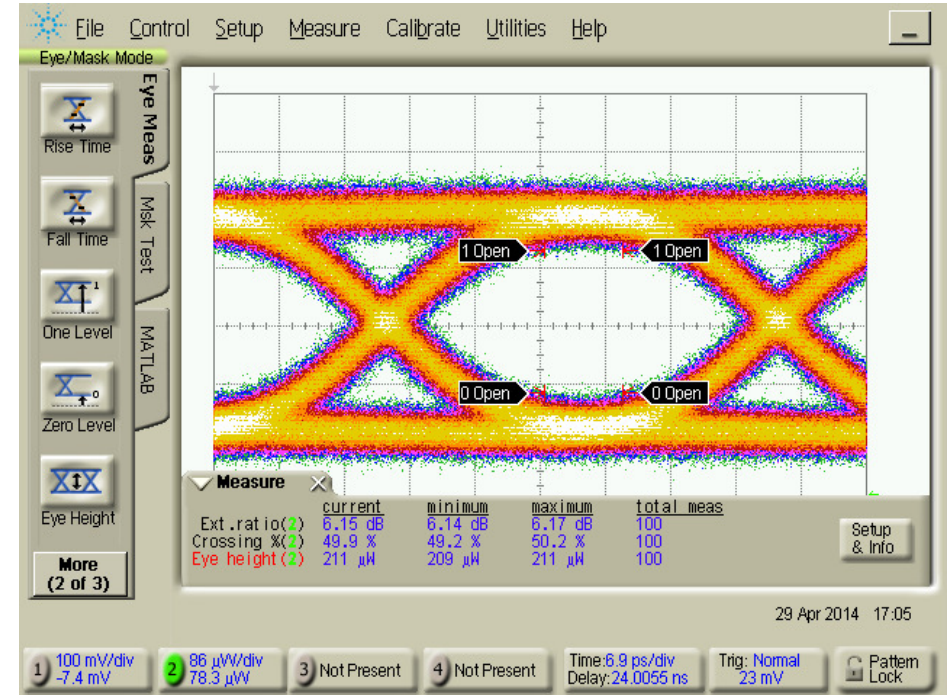 File Control Setup Measure Calibrate Utilities Help
Eye/Mask Mode
Eye Meas
Msk Test
MATLAB
Rise Time
Fall Time
One Level
Zero Level
Eye Height
More
(2 of 3)
1 Open
1 Open
0 Open
0 Open
Measure
current minimum maximum total meas
Ext.ratio(2) 6.15 dB 6.14 dB 6.17 dB 100
Crossing %(2) 49.9 % 49.2 % 50.2 % 100
Eye height(2) 211 µW 209 µW 211 µW 100
Setup
& Info
29 Apr 2014 17:05
1) 100 mV/div
-7.4 mV
2) 86 µW/div
78.3 µW
3) Not Present
4) Not Present
Time:6.9 ps/div
Delay:24.0055 ns
Trig: Normal
23 mV
Pattern
Lock